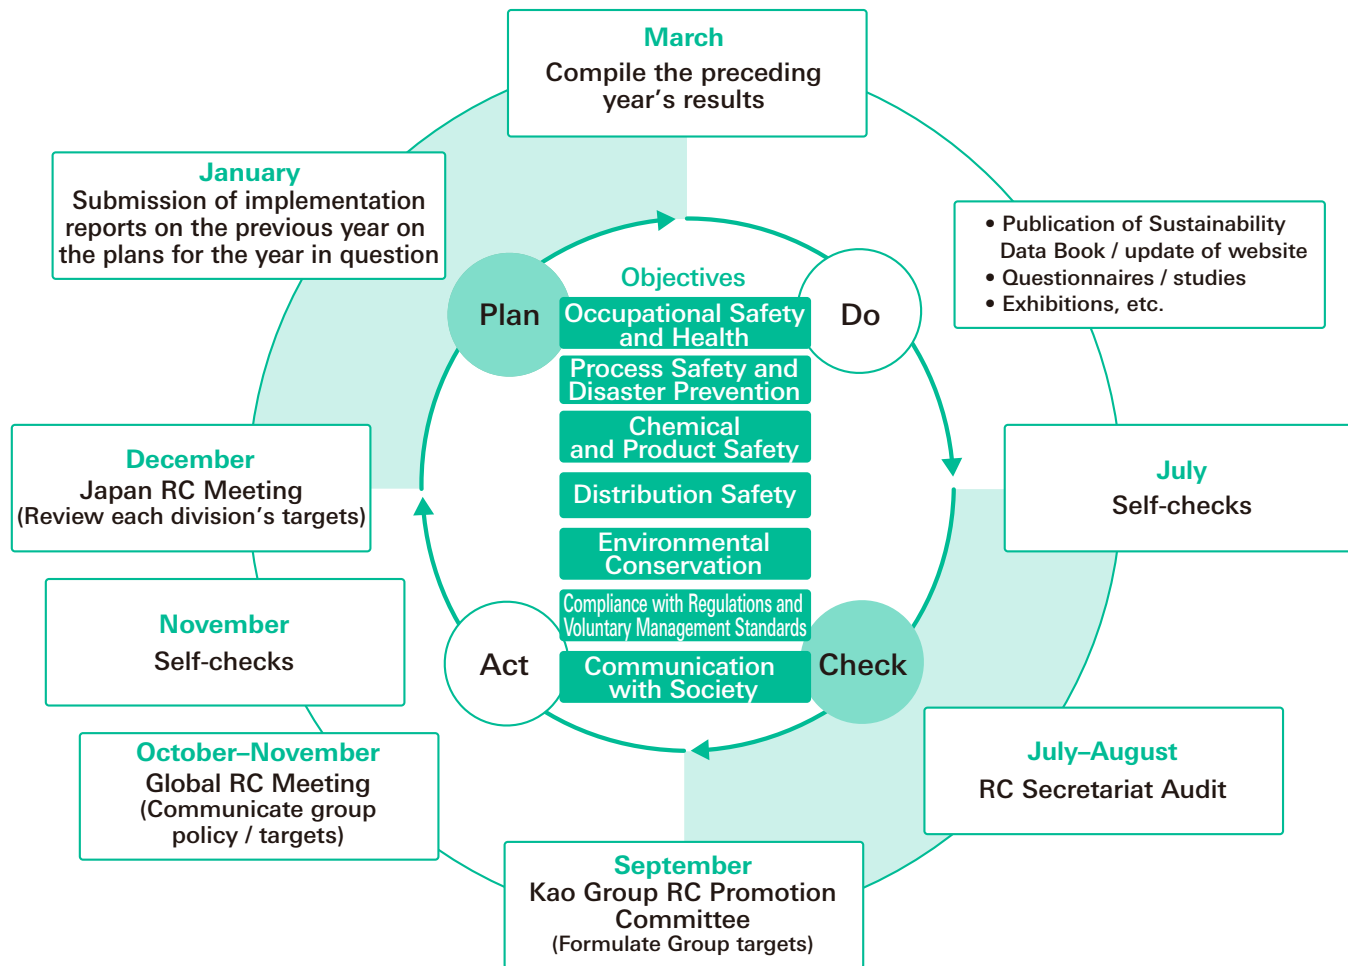 March
Compile the preceding
year's results
January
Submission of implementation
reports on the previous year on
the plans for the year in question
• Publication of Sustainability
Data Book / update of website
• Questionnaires / studies
• Exhibitions, etc.
Plan
Do
Objectives
Occupational Safety
and Health
Process Safety and
Disaster Prevention
Chemical
and Product Safety
Distribution Safety
Environmental
Conservation
Compliance with Regulations and
Voluntary Management Standards
Communication
with Society
Act
Check
December
Japan RC Meeting
(Review each division's targets)
July
Self-checks
November
Self-checks
October–November
Global RC Meeting
(Communicate group
policy / targets)
July–August
RC Secretariat Audit
September
Kao Group RC Promotion
Committee
(Formulate Group targets)